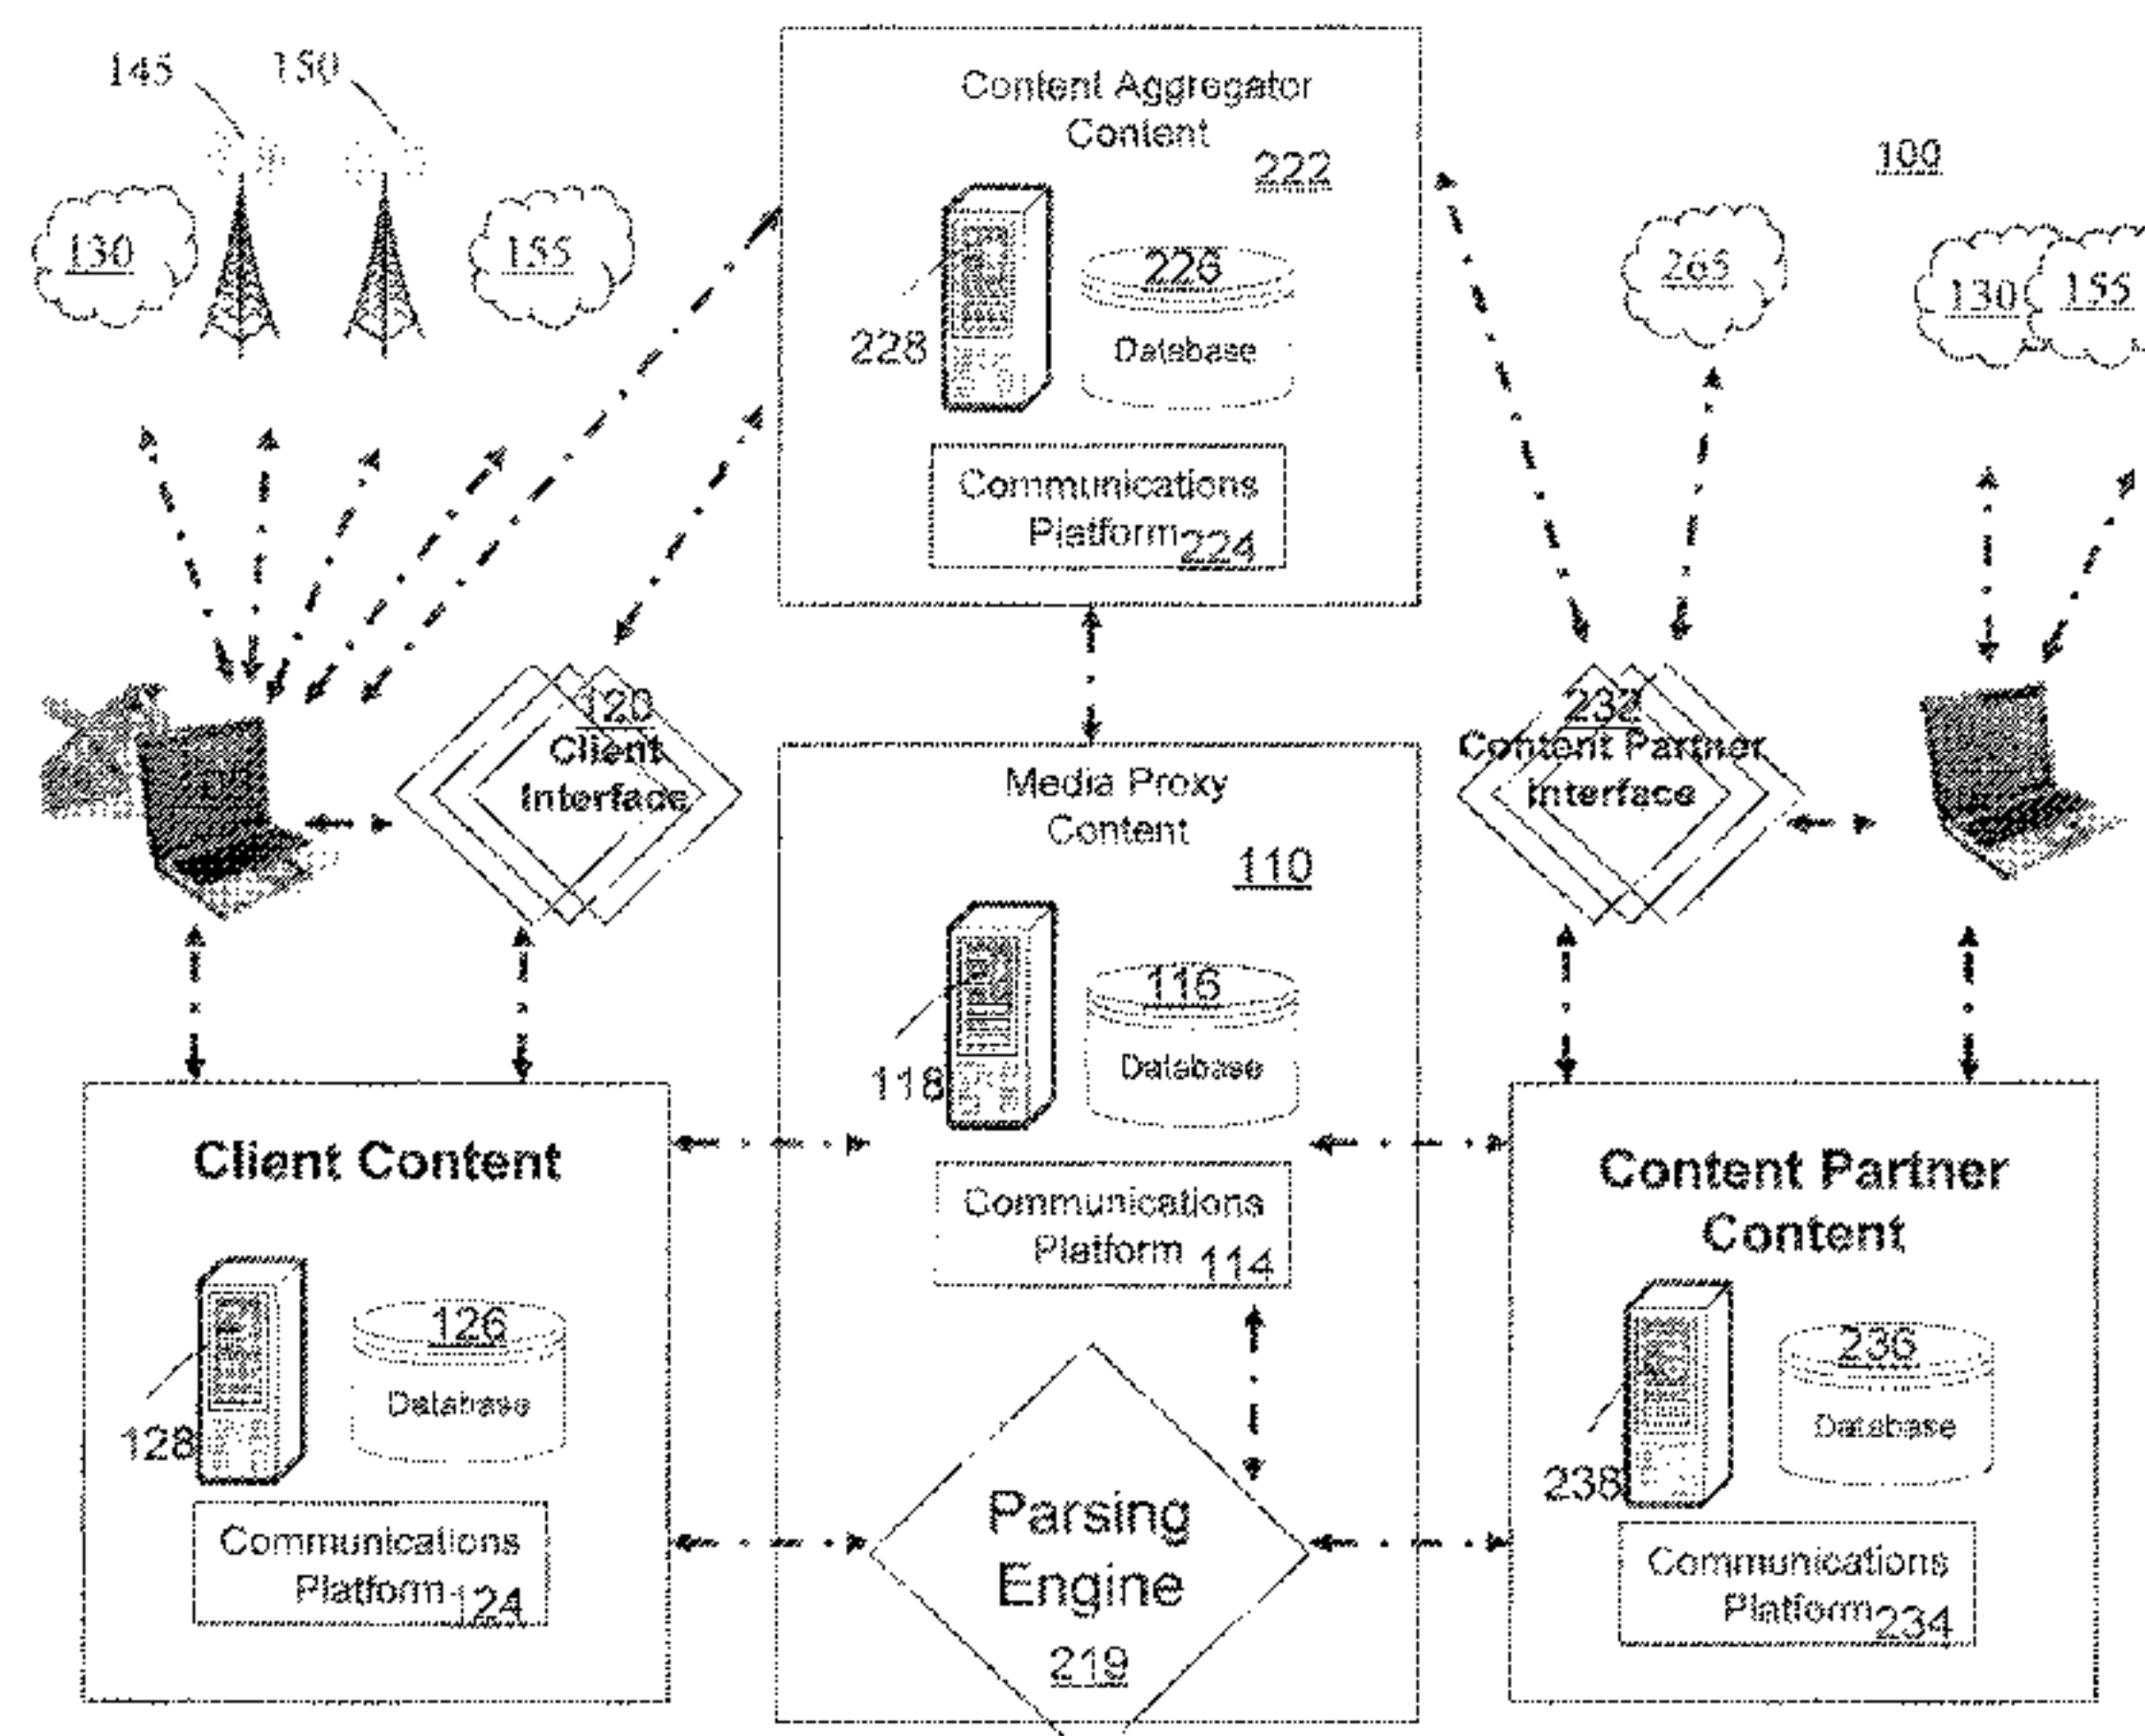 145
150
Content Aggregator
Content
222
100
130
155
265
130
155
226
228
Database
Communications
Platform
224
120
Client
Interface
232
Content Partner
Interface
Media Proxy
Content
110
116
118
Database
Client Content
Communications
Platform
114
Content Partner
Content
126
128
Database
236
238
Database
Parsing
Engine
219
Communications
Platform
124
Communications
Platform
234